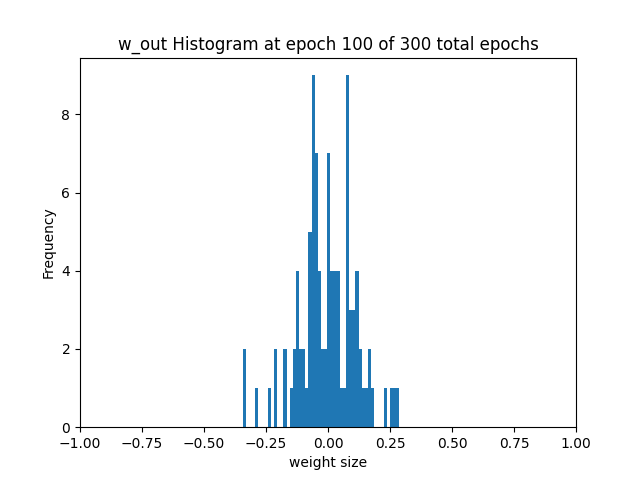 w_out Histogram at epoch 100 of 300 total epochs
Frequency
8
6
4
2
0
−1.00 −0.75 −0.50 −0.25 0.00 0.25 0.50 0.75 1.00
weight size